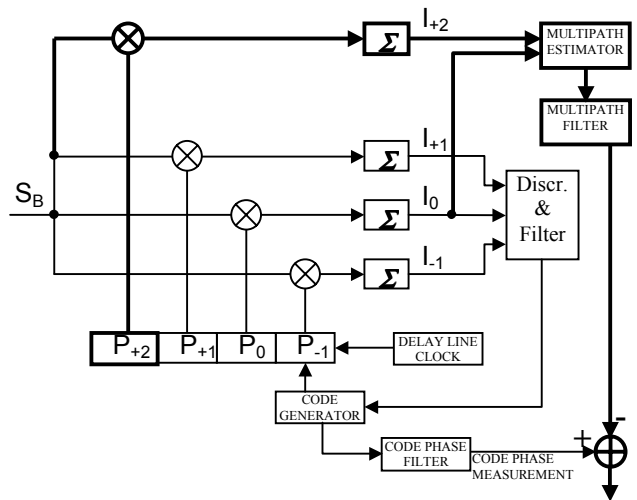 I+2
MULTIPATH
ESTIMATOR
Σ
MULTIPATH
FILTER
I+1
Σ
SB
I0
Σ
Discr.
&
Filter
I-1
Σ
P+2 P+1 P0 P-1
DELAY LINE
CLOCK
CODE
GENERATOR
CODE PHASE
FILTER
CODE PHASE
MEASUREMENT
+
-